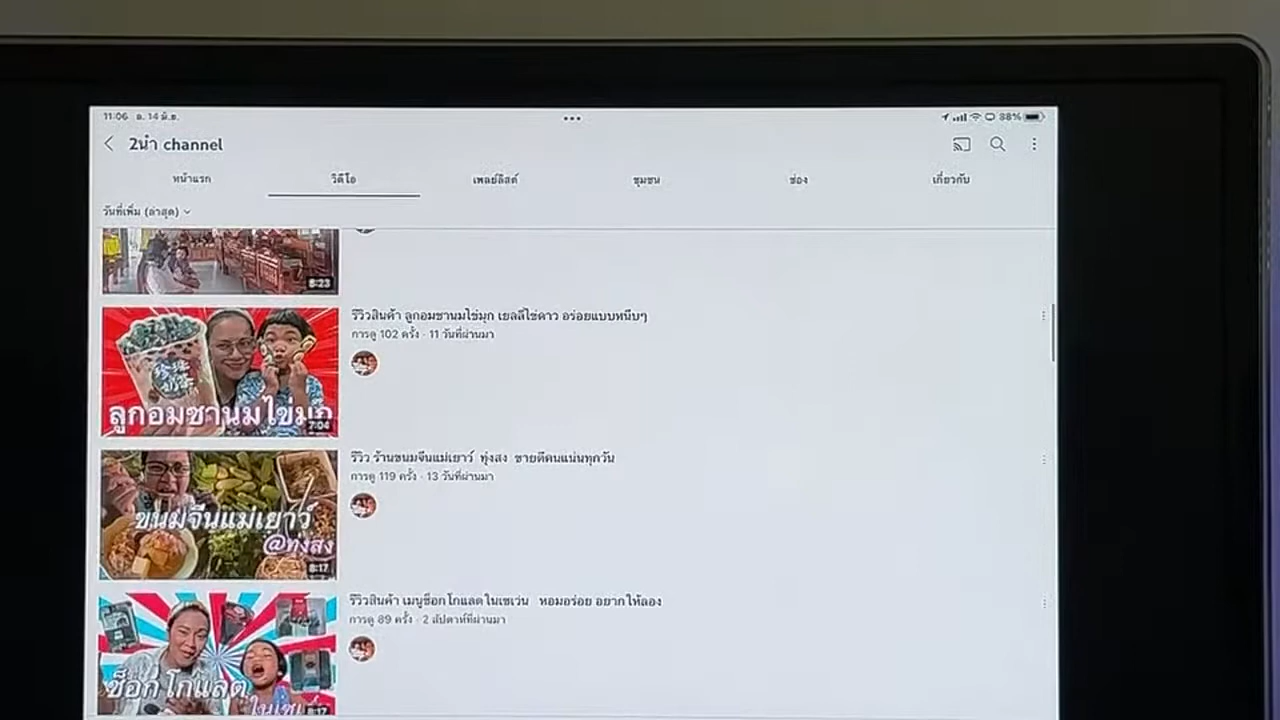 11:06 อ. 14 มิ.ย.
88%
2นำ channel
หน้าแรก วิดีโอ เพลย์ลิสต์ ชุมชน ช่อง เกี่ยวกับ
วันที่เพิ่ม (ล่าสุด)
8:23
รีวิวสินค้า ลูกอมชานมไข่มุก เยลลี่ไข่ดาว อร่อยแบบหนึบๆ
การดู 102 ครั้ง · 11 วันที่ผ่านมา
ลูกอมชานมไข่มุก
7:04
รีวิว ร้านขนมจีนแม่เยาว์ ทุ่งสง ขายดีคนแน่นทุกวัน
การดู 119 ครั้ง · 13 วันที่ผ่านมา
ขนมจีนแม่เยาว์
@ทุ่งสง
8:17
รีวิวสินค้า เมนูช็อกโกแลตในเซเว่น หอมอร่อย อยากให้ลอง
การดู 89 ครั้ง · 2 สัปดาห์ที่ผ่านมา
ช็อกโกแลต